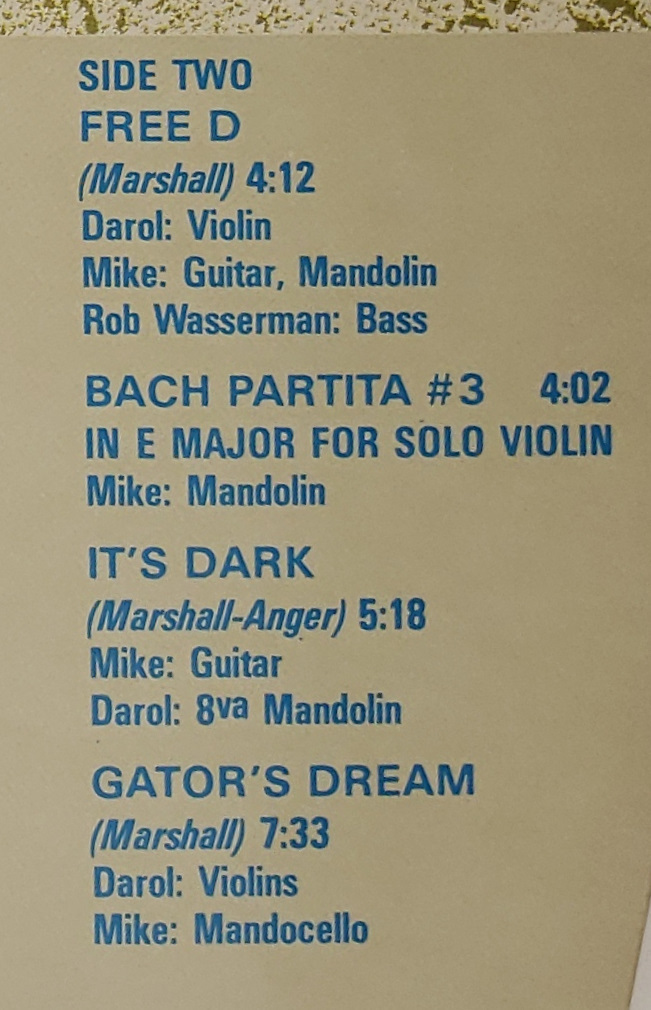 SIDE TWO
FREE D
(Marshall) 4:12
Darol: Violin
Mike: Guitar, Mandolin
Rob Wasserman: Bass
BACH PARTITA #3 4:02
IN E MAJOR FOR SOLO VIOLIN
Mike: Mandolin
IT'S DARK
(Marshall-Anger) 5:18
Mike: Guitar
Darol: 8va Mandolin
GATOR'S DREAM
(Marshall) 7:33
Darol: Violins
Mike: Mandocello